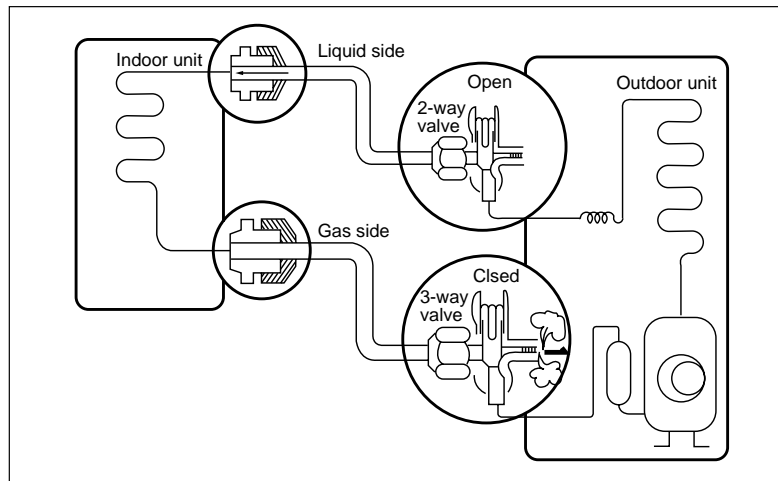 Indoor unit
Liquid side
Open
2-way
valve
Outdoor unit
Gas side
Clsed
3-way
valve